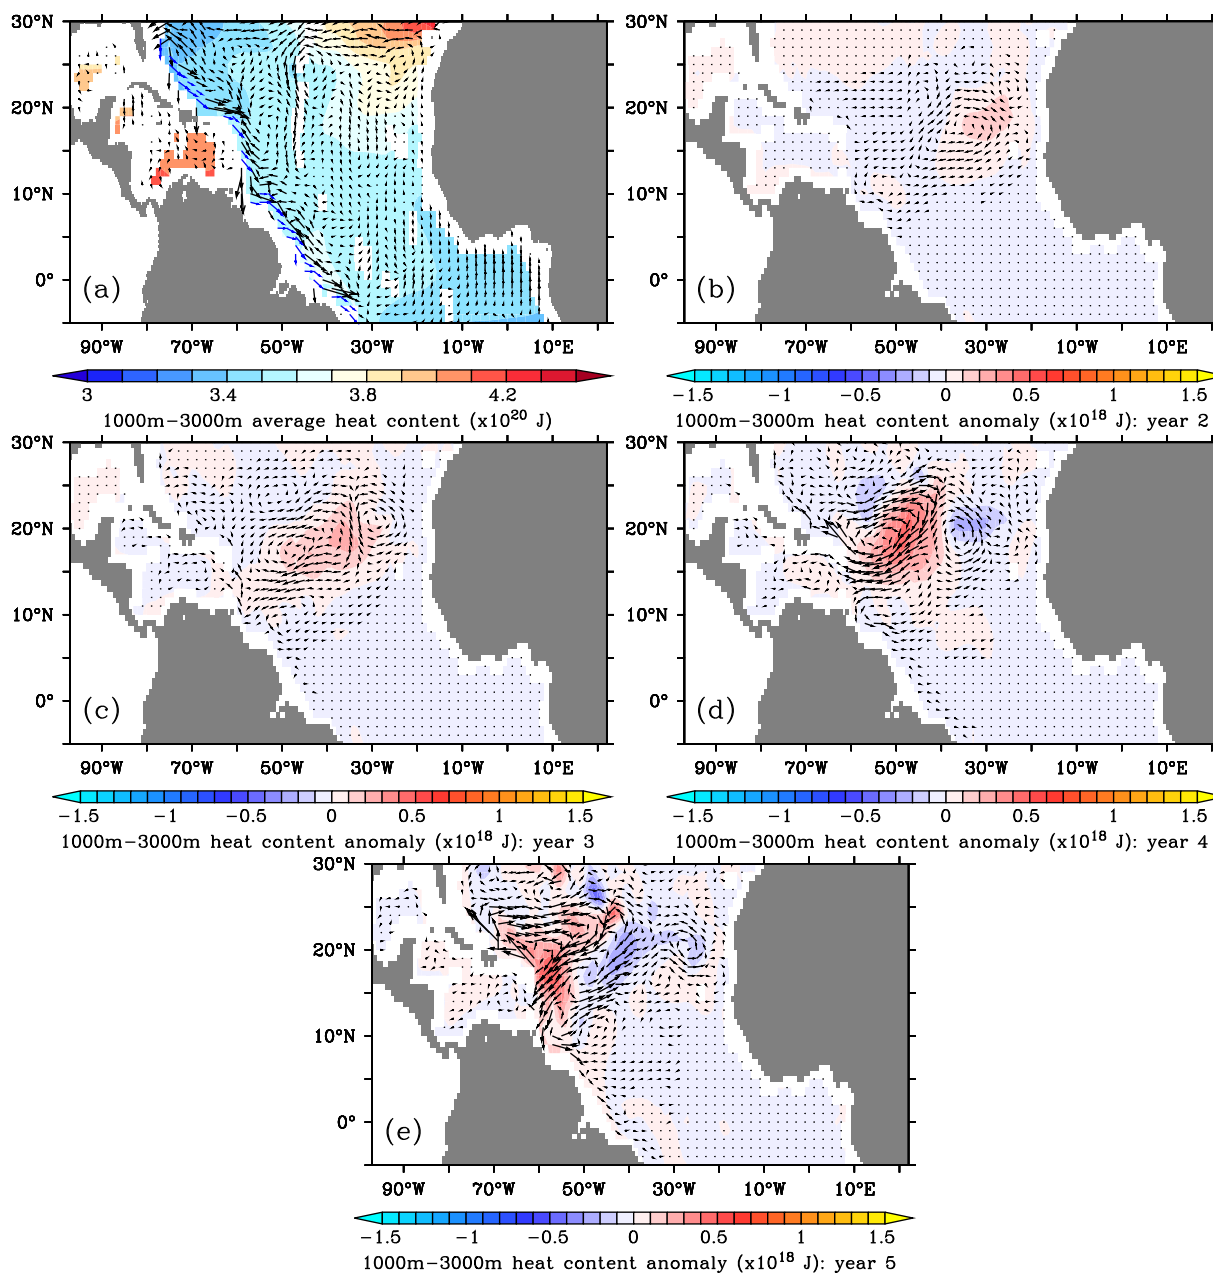 30°N
20°N
10°N
0°
(a)
90°W 70°W 50°W 30°W 10°W 10°E
3 3.4 3.8 4.2
1000m−3000m average heat content (x10²⁰ J)
30°N
20°N
10°N
0°
(b)
90°W 70°W 50°W 30°W 10°W 10°E
−1.5 −1 −0.5 0 0.5 1 1.5
1000m−3000m heat content anomaly (x10¹⁸ J): year 2
30°N
20°N
10°N
0°
(c)
90°W 70°W 50°W 30°W 10°W 10°E
−1.5 −1 −0.5 0 0.5 1 1.5
1000m−3000m heat content anomaly (x10¹⁸ J): year 3
30°N
20°N
10°N
0°
(d)
90°W 70°W 50°W 30°W 10°W 10°E
−1.5 −1 −0.5 0 0.5 1 1.5
1000m−3000m heat content anomaly (x10¹⁸ J): year 4
30°N
20°N
10°N
0°
(e)
90°W 70°W 50°W 30°W 10°W 10°E
−1.5 −1 −0.5 0 0.5 1 1.5
1000m−3000m heat content anomaly (x10¹⁸ J): year 5